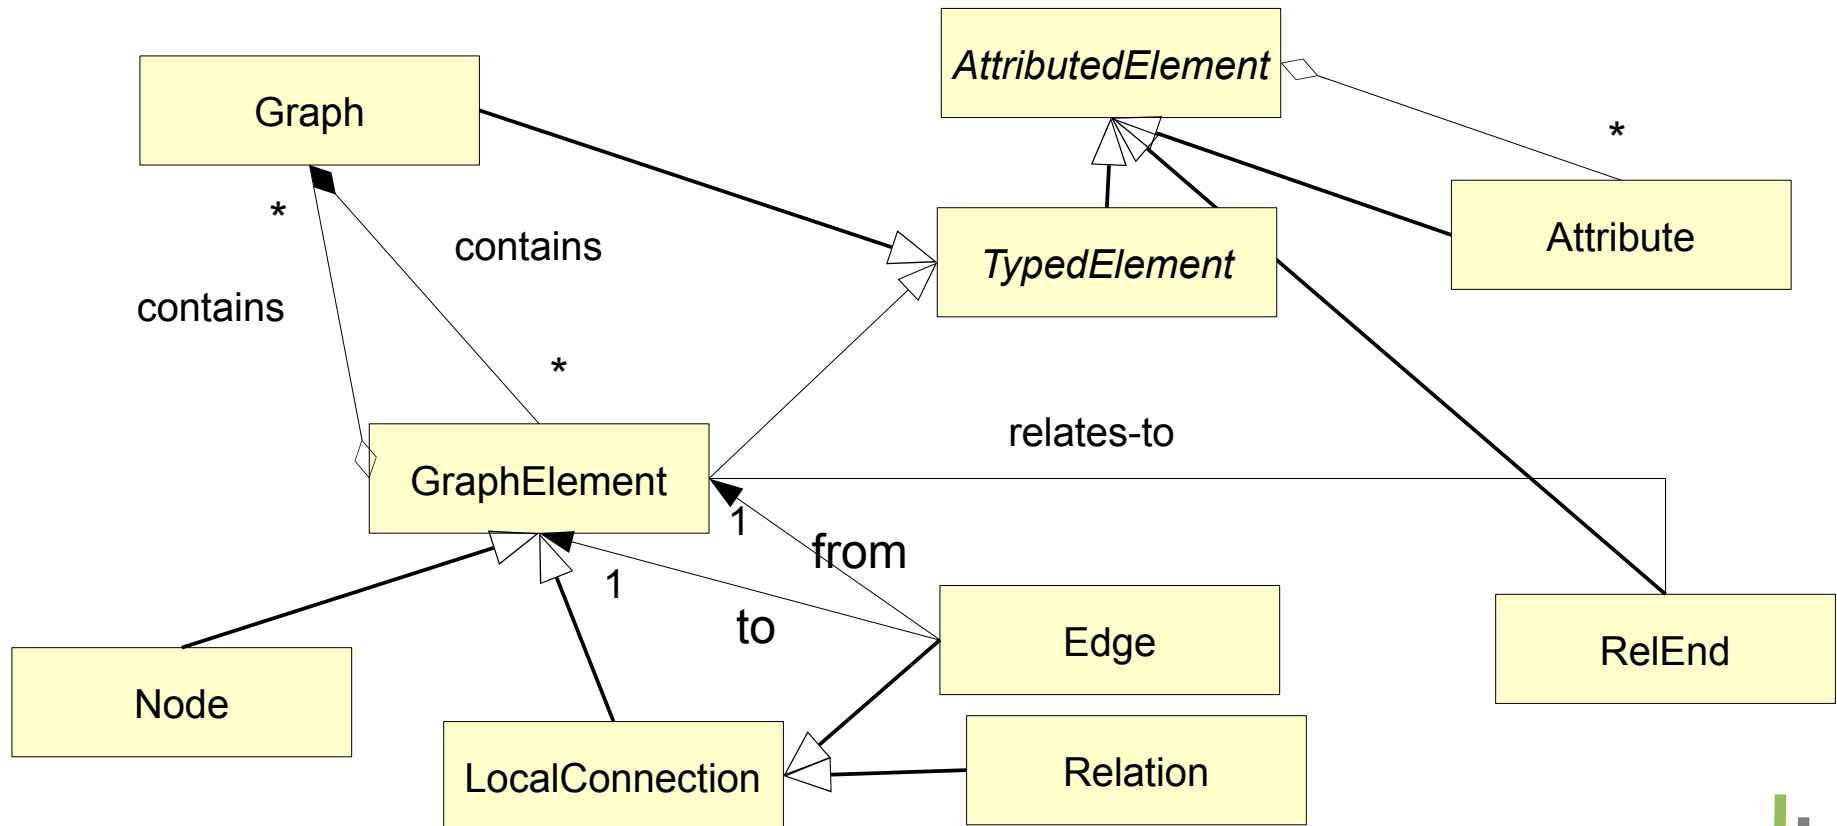 AttributedElement
Graph
*
*
contains
TypedElement
Attribute
contains
*
relates-to
GraphElement
1
from
1
to
Edge
RelEnd
Node
LocalConnection
Relation